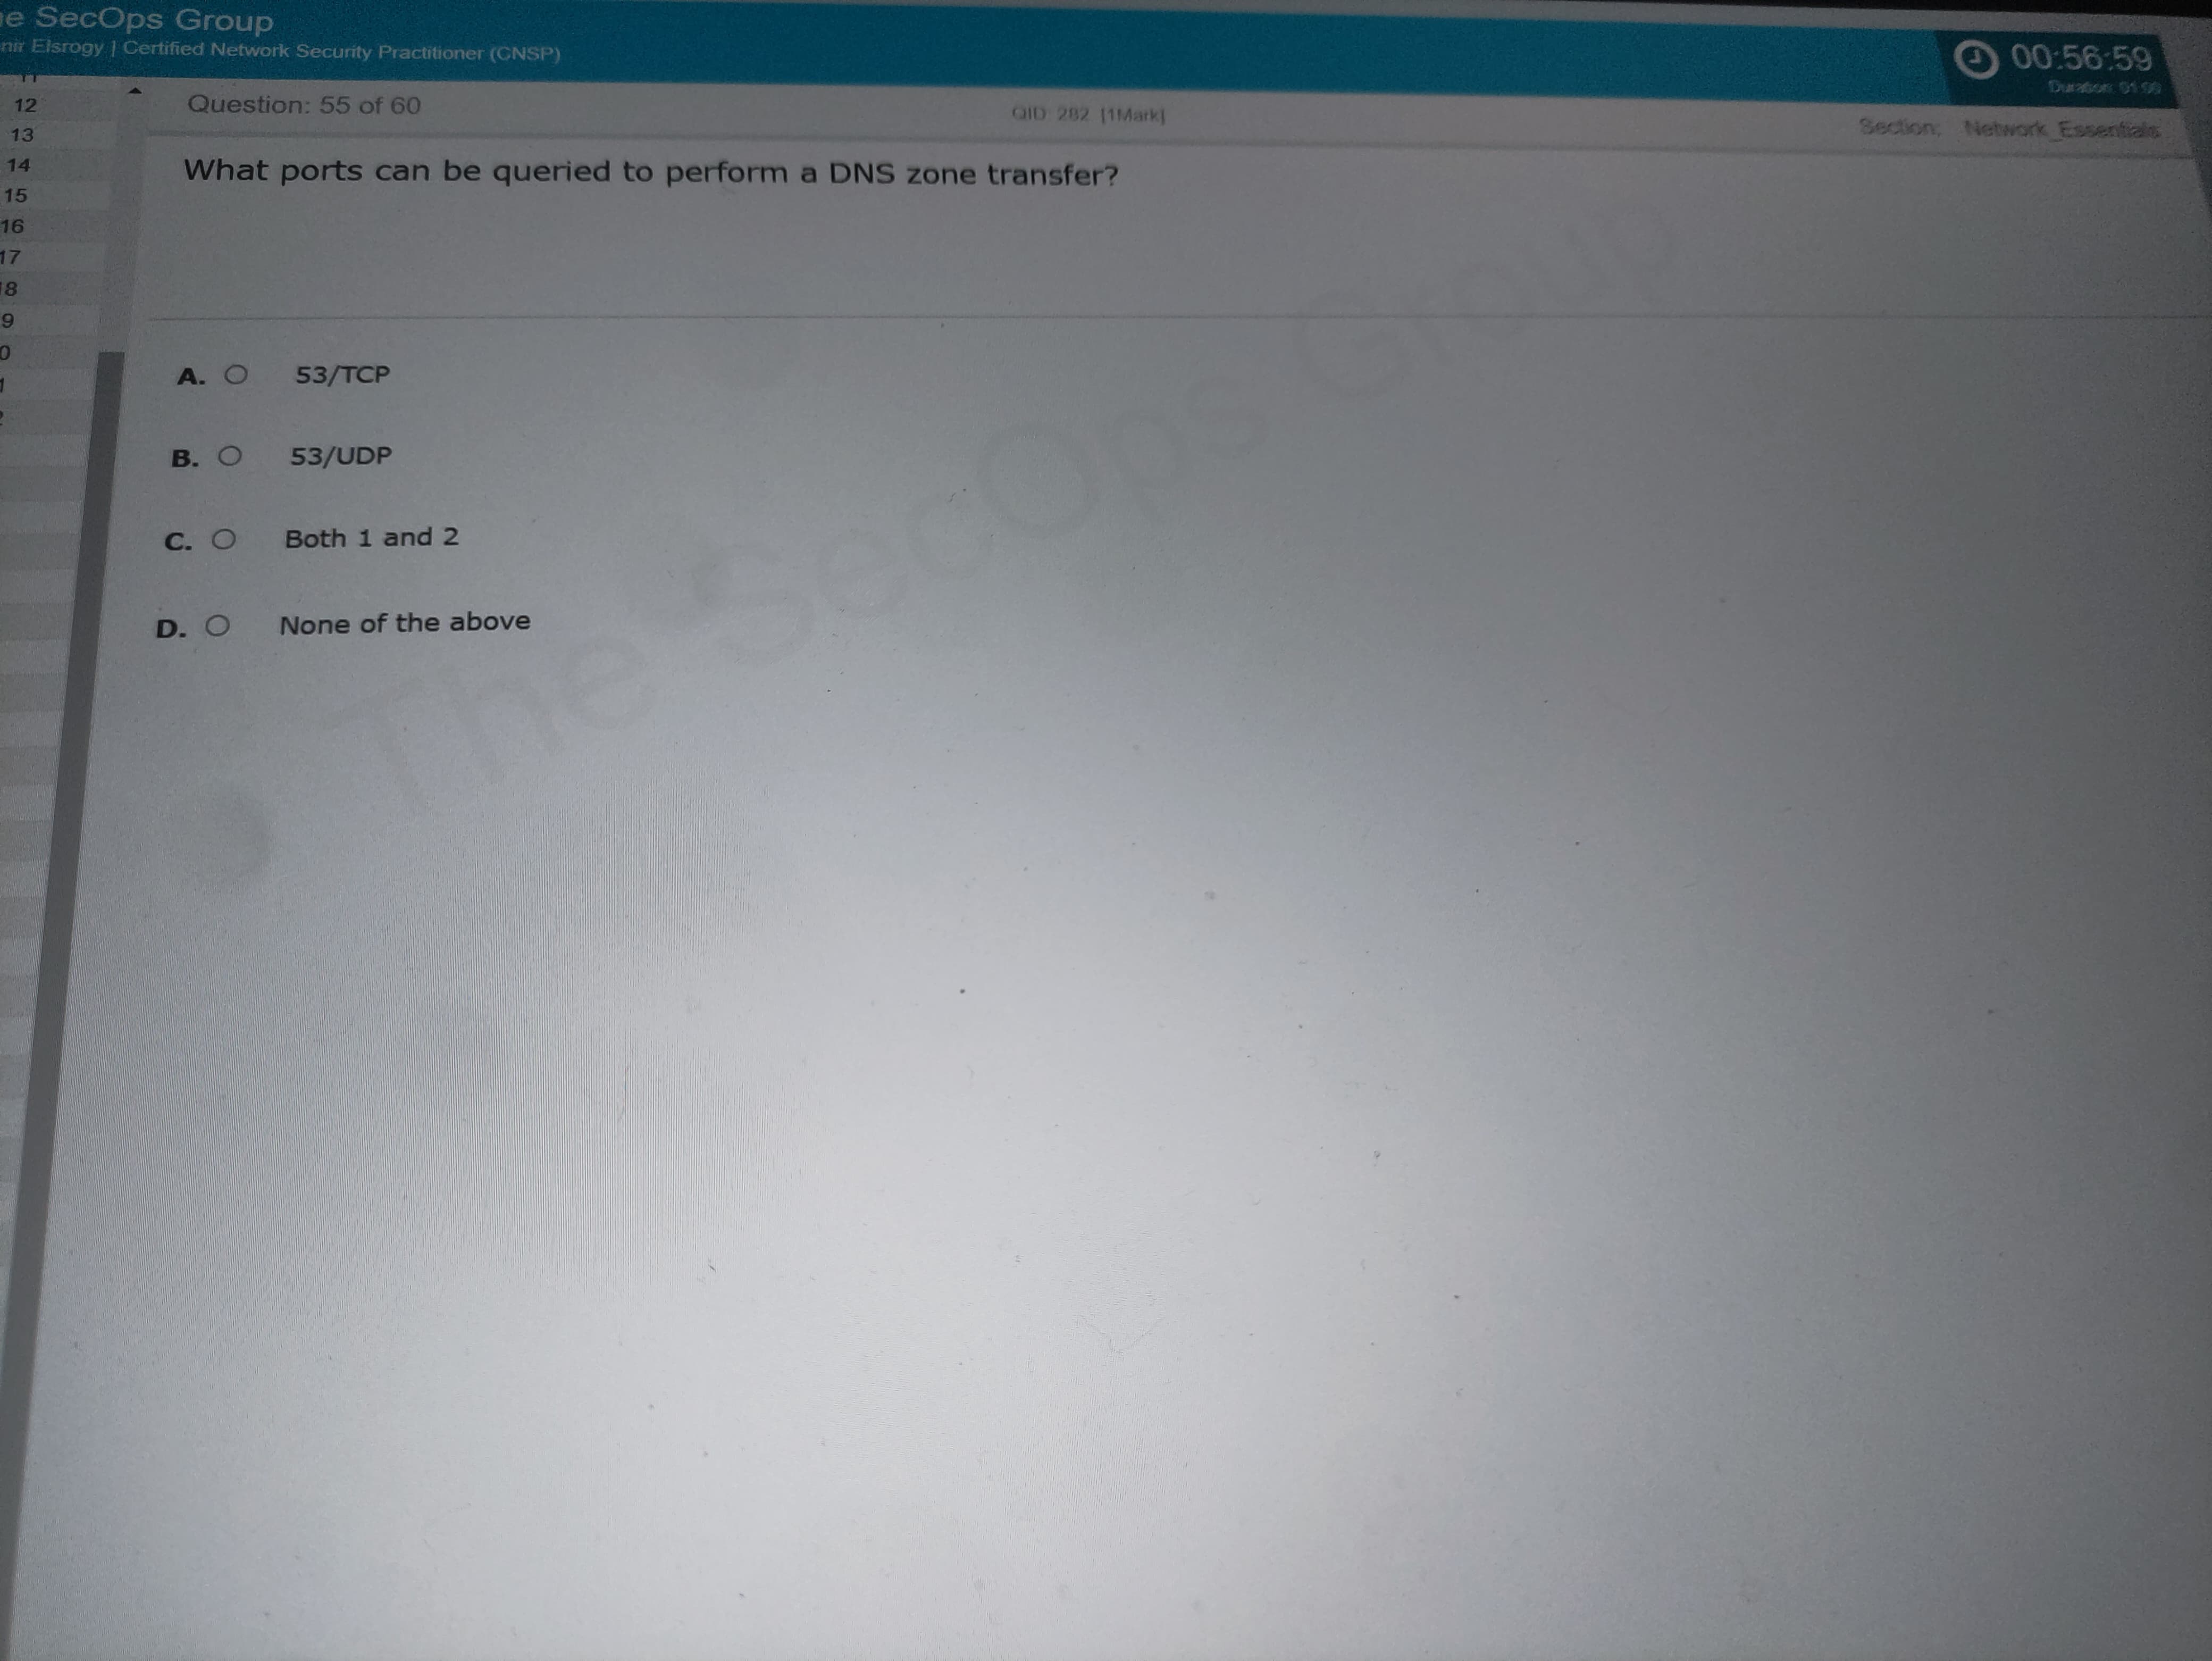 e SecOps Group
nir Elsrogy | Certified Network Security Practitioner (CNSP)
00:56:59
Duration: 01:00
11
12
13
14
15
16
17
8
9
0
1
Question: 55 of 60
QID: 282 [1Mark]
Section: Network_Essentials
What ports can be queried to perform a DNS zone transfer?
A. 53/TCP
B. 53/UDP
C. Both 1 and 2
D. None of the above
The SecOps Group